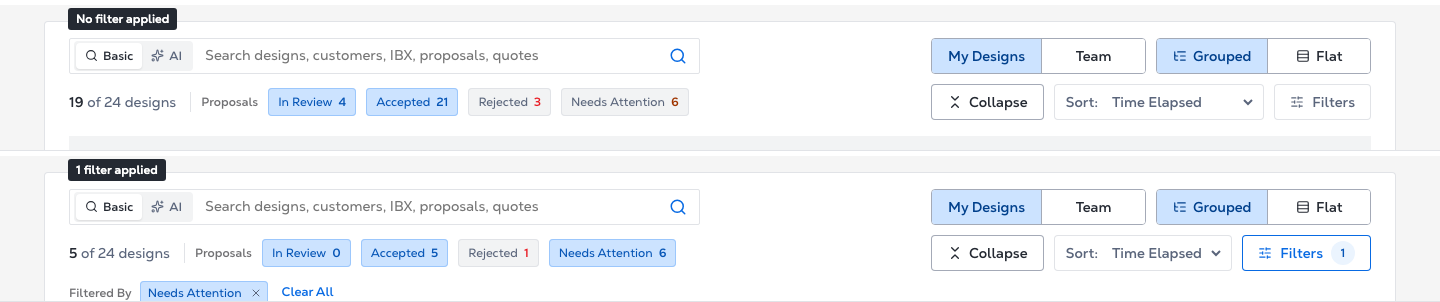 No filter applied
Basic AI Search designs, customers, IBX, proposals, quotes My Designs Team Grouped Flat
19 of 24 designs Proposals In Review 4 Accepted 21 Rejected 3 Needs Attention 6 Collapse Sort: Time Elapsed Filters
1 filter applied
Basic AI Search designs, customers, IBX, proposals, quotes My Designs Team Grouped Flat
5 of 24 designs Proposals In Review 0 Accepted 5 Rejected 1 Needs Attention 6 Collapse Sort: Time Elapsed Filters 1
Filtered By Needs Attention × Clear All